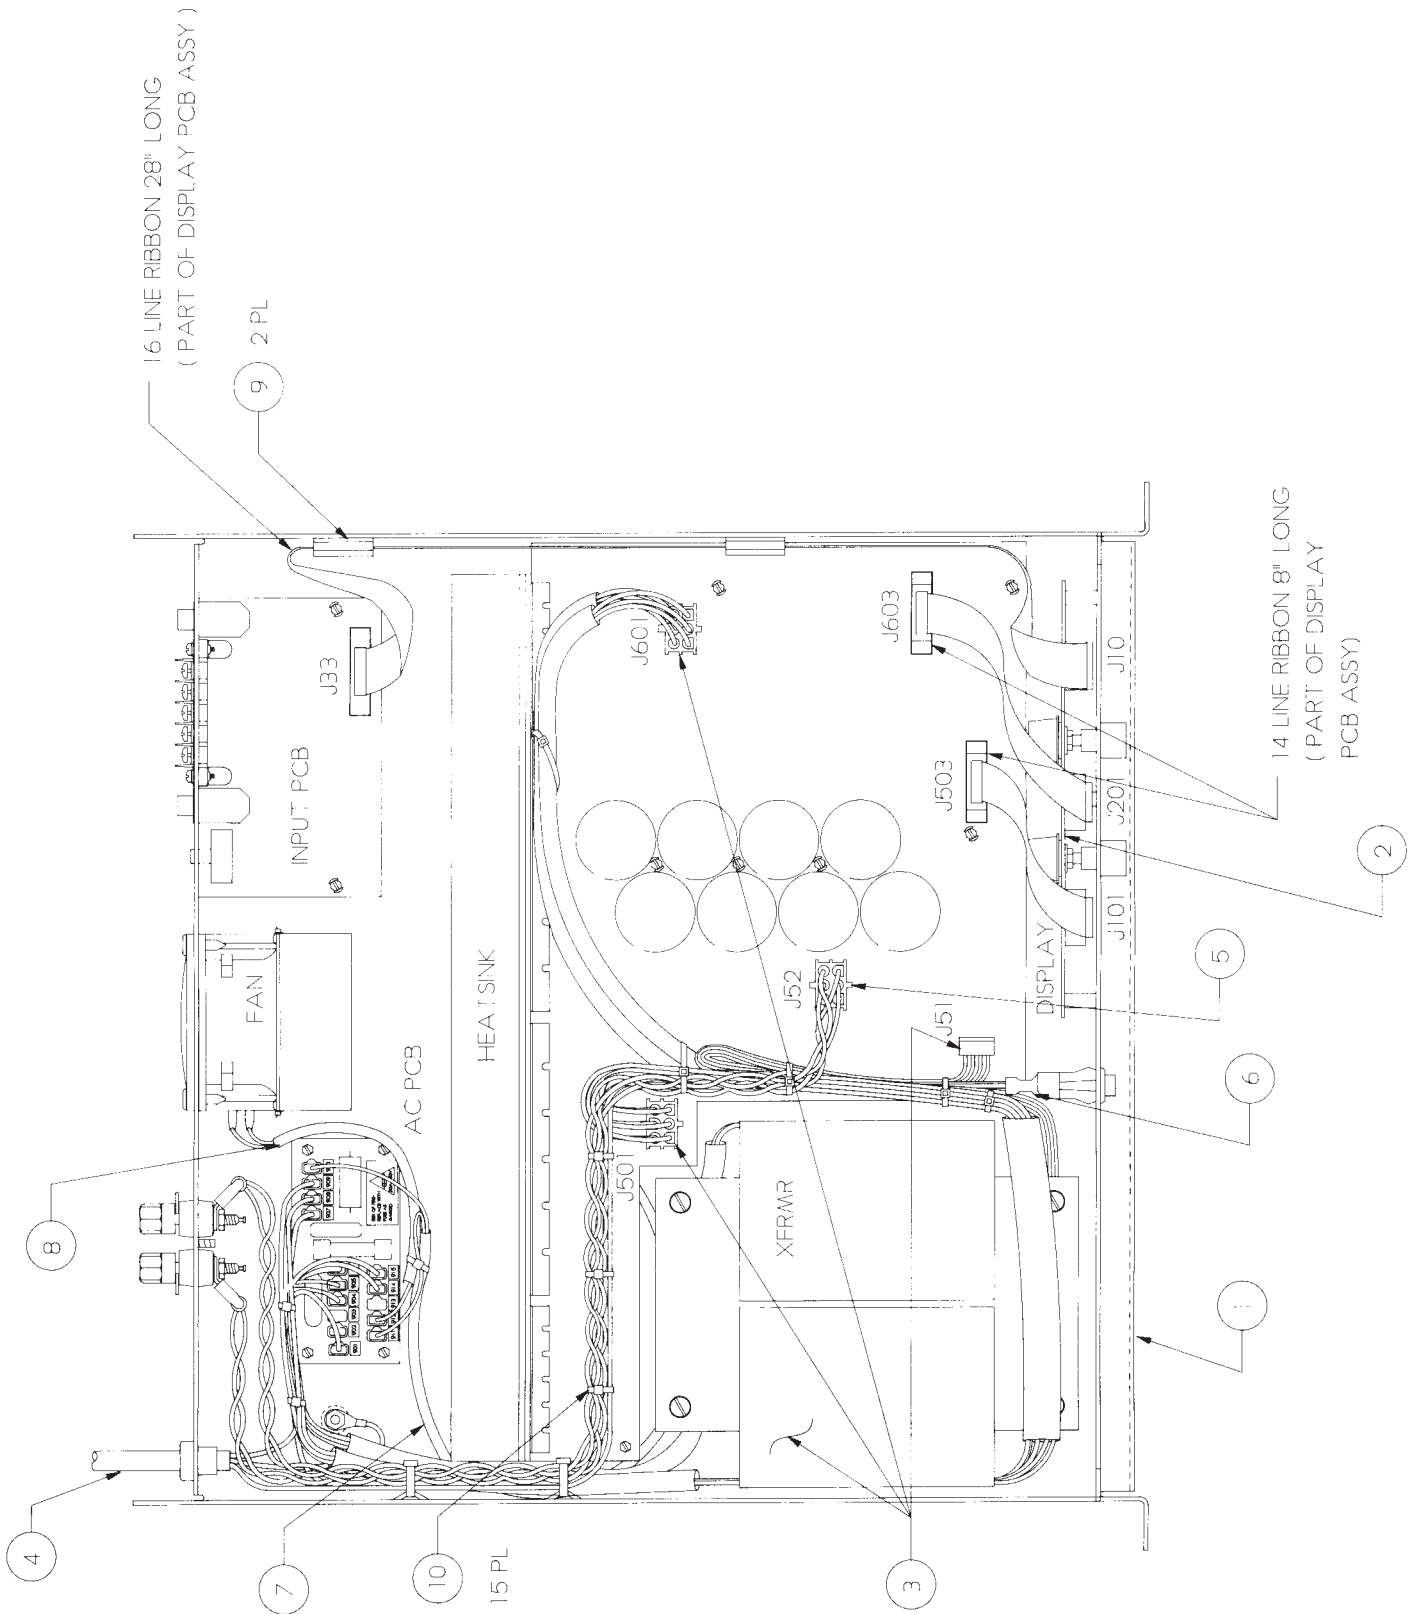 16 LINE RIBBON 28" LONG
( PART OF DISPLAY PCB ASSY )
9
2 PL
J33
INPUT PCB
FAN
AC PCB
HEATSINK
J601
J603
J503
J10
J201
J101
DISPLAY
J52
J51
J501
XFRMR
14 LINE RIBBON 8" LONG
( PART OF DISPLAY
PCB ASSY)
2
5
6
1
8
4
7
10
15 PL
3